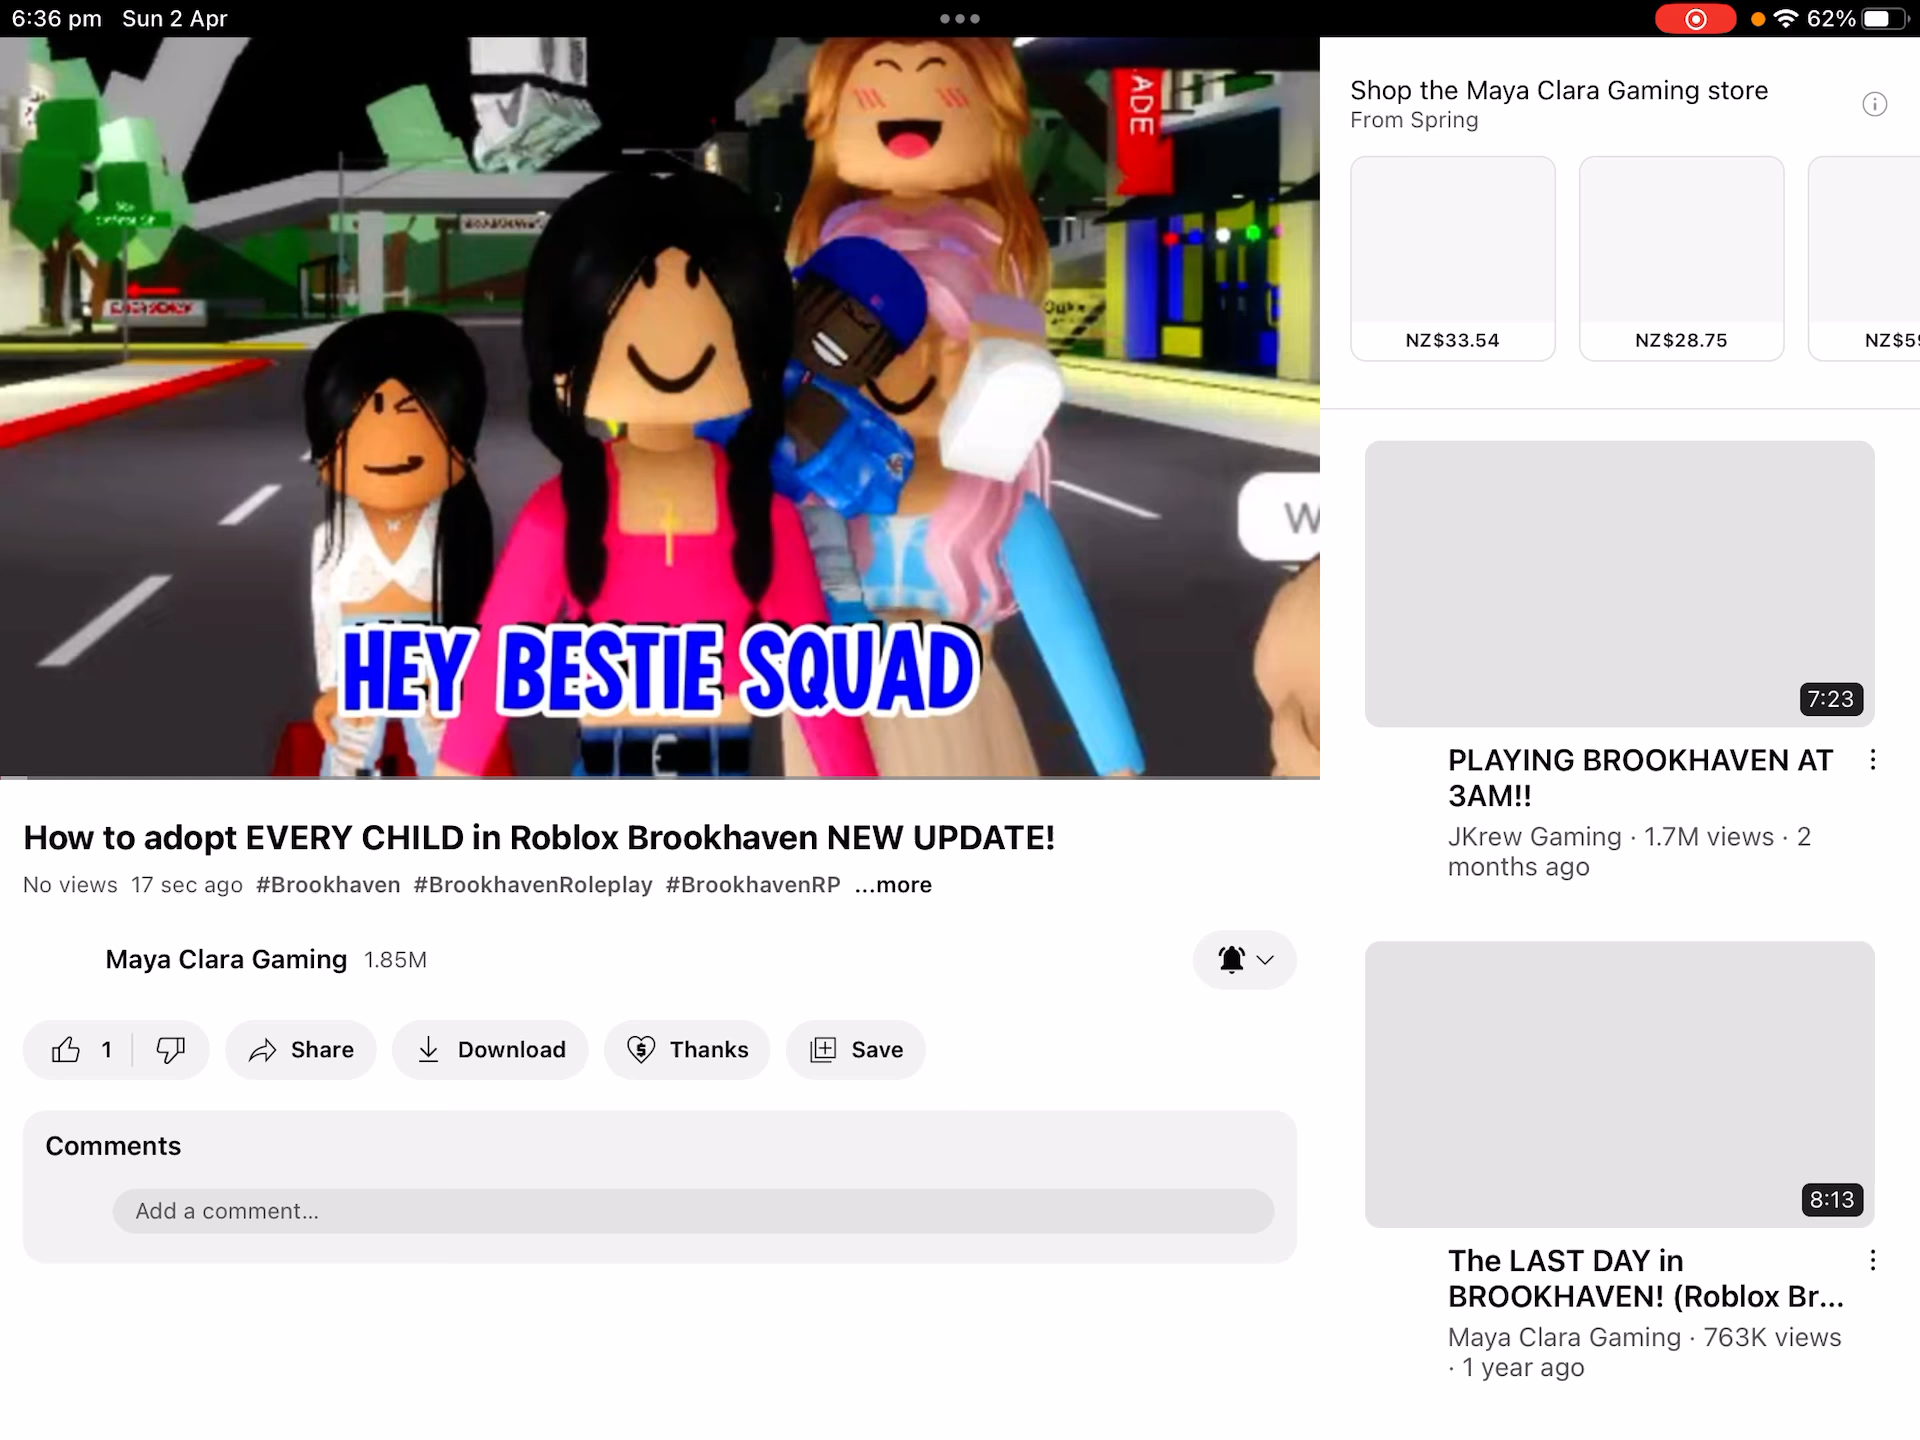 6:36 pm Sun 2 Apr
62%
ADE
HEY BESTIE SQUAD
W
How to adopt EVERY CHILD in Roblox Brookhaven NEW UPDATE!
No views 17 sec ago #Brookhaven #BrookhavenRoleplay #BrookhavenRP ...more
Maya Clara Gaming 1.85M
1 Share Download Thanks Save
Comments
Add a comment...
Shop the Maya Clara Gaming store
From Spring
NZ$33.54 NZ$28.75 NZ$5
7:23
PLAYING BROOKHAVEN AT
3AM!!
JKrew Gaming · 1.7M views · 2
months ago
8:13
The LAST DAY in
BROOKHAVEN! (Roblox Br...
Maya Clara Gaming · 763K views
· 1 year ago